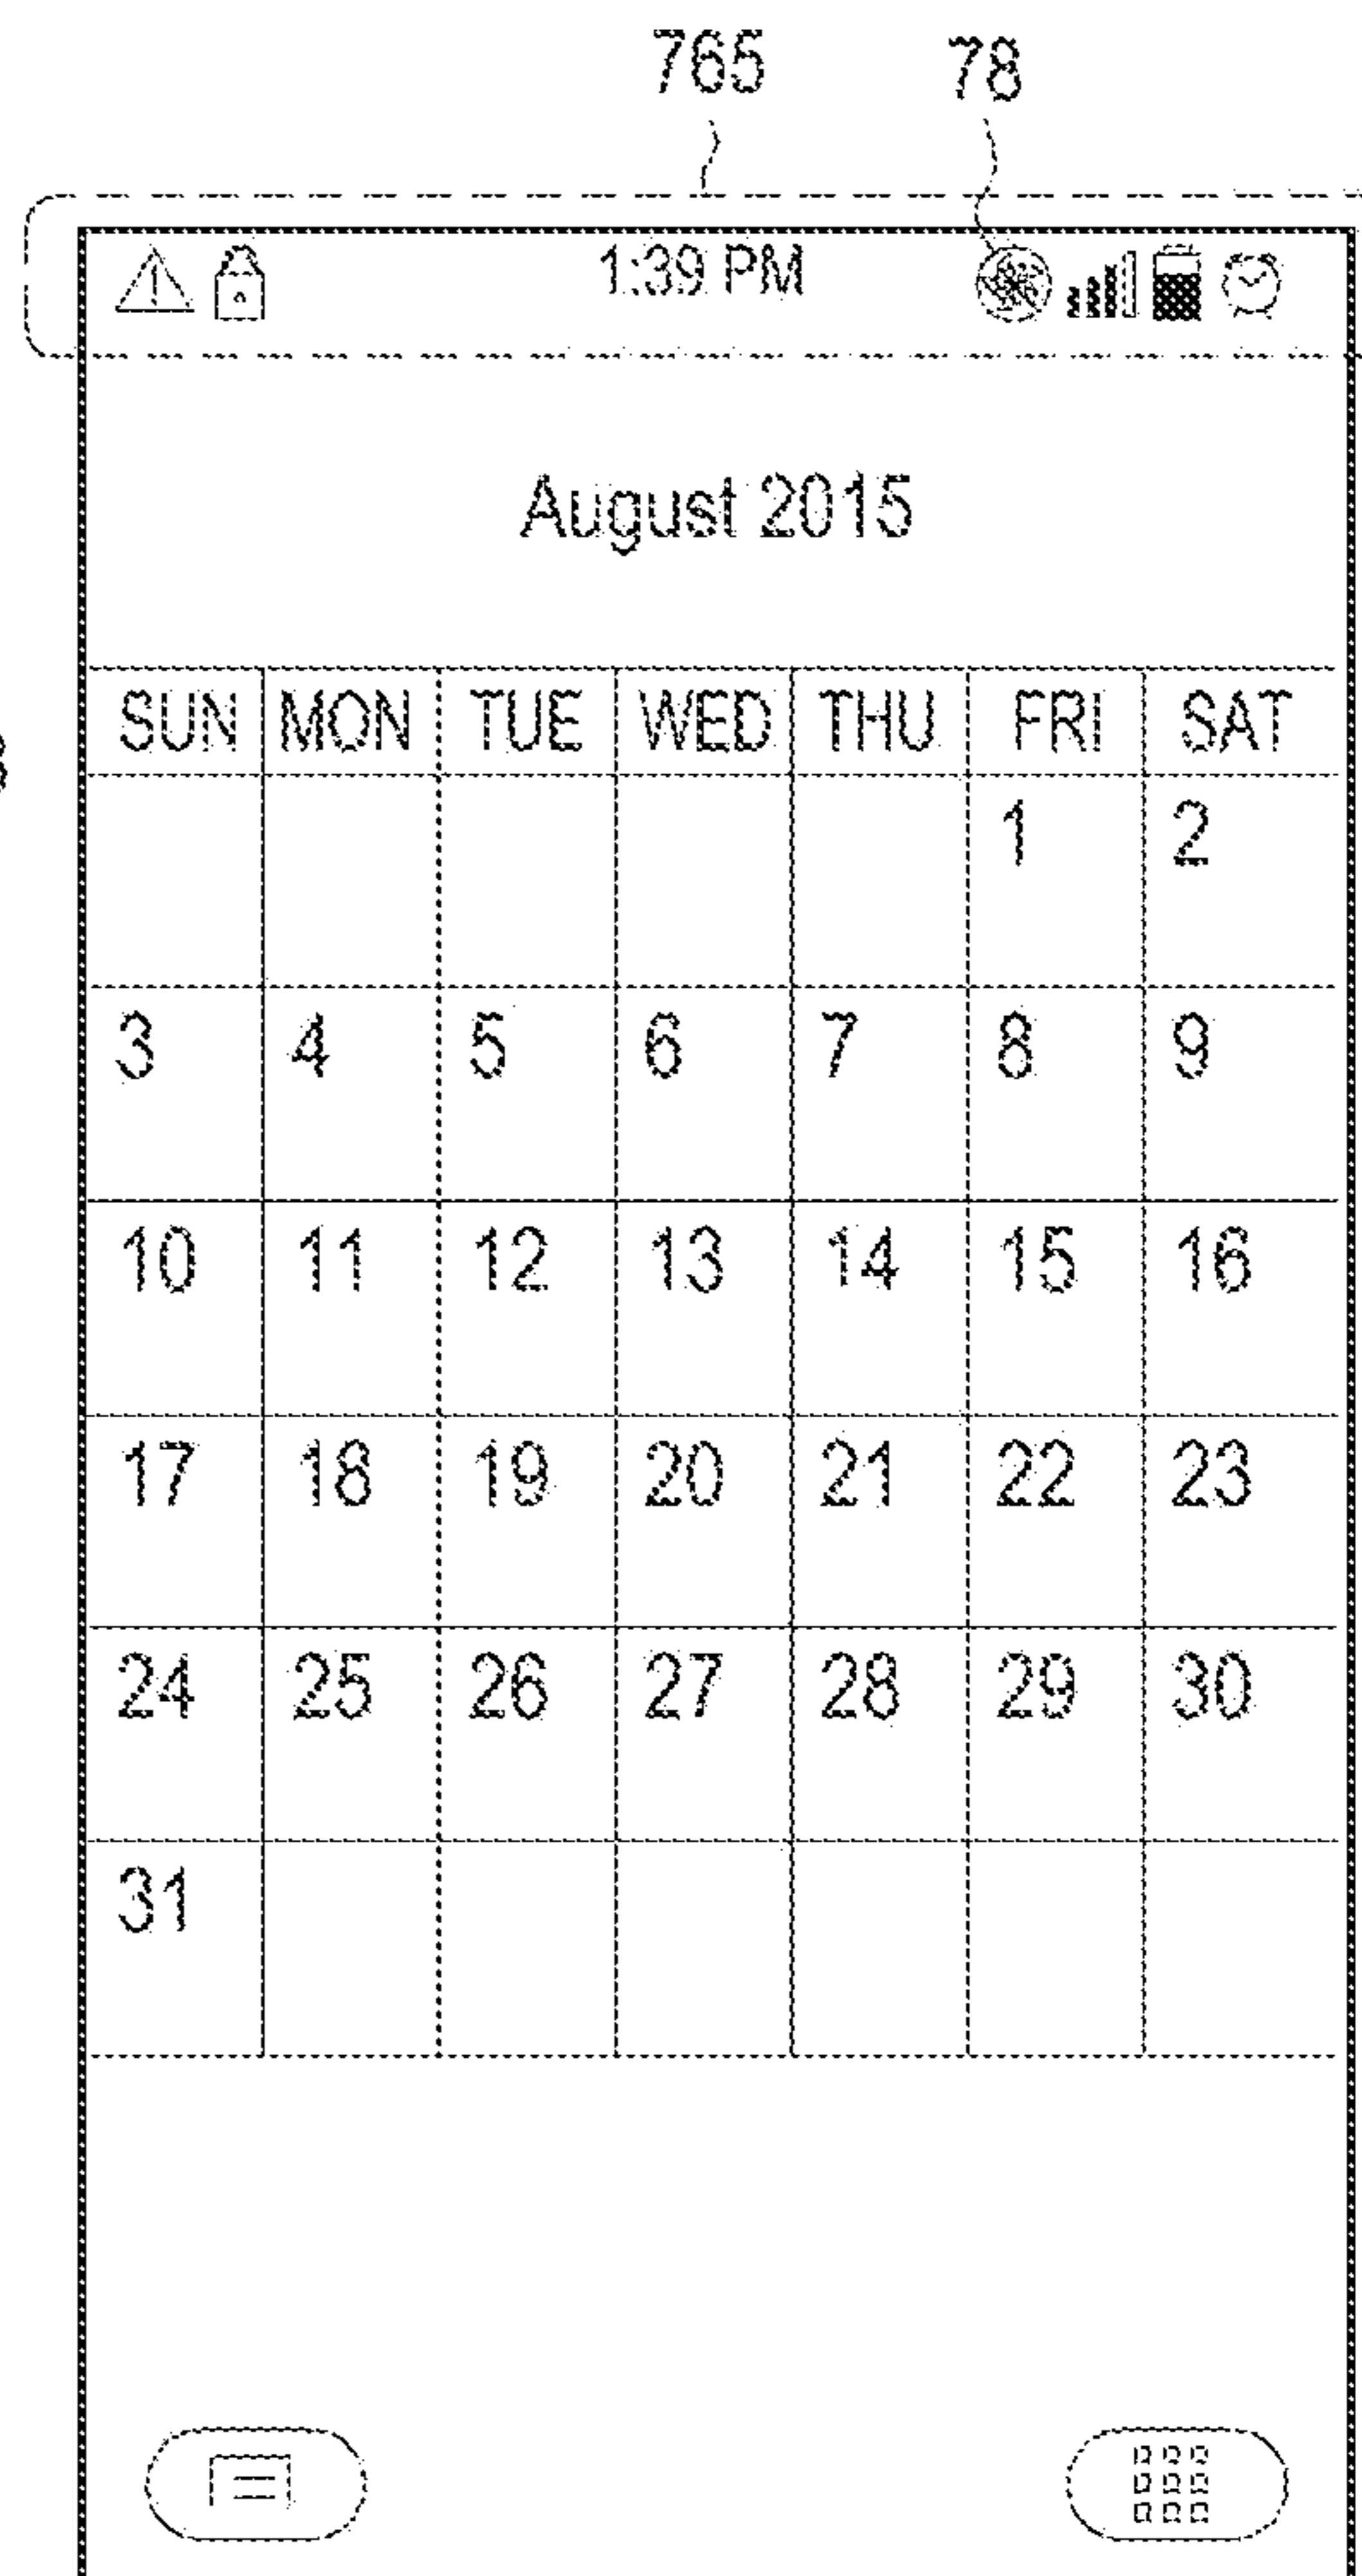 765 78
1:39 PM
August 2015
SUN MON TUE WED THU FRI SAT
1 2
3 4 5 6 7 8 9
10 11 12 13 14 15 16
17 18 19 20 21 22 23
24 25 26 27 28 29 30
31